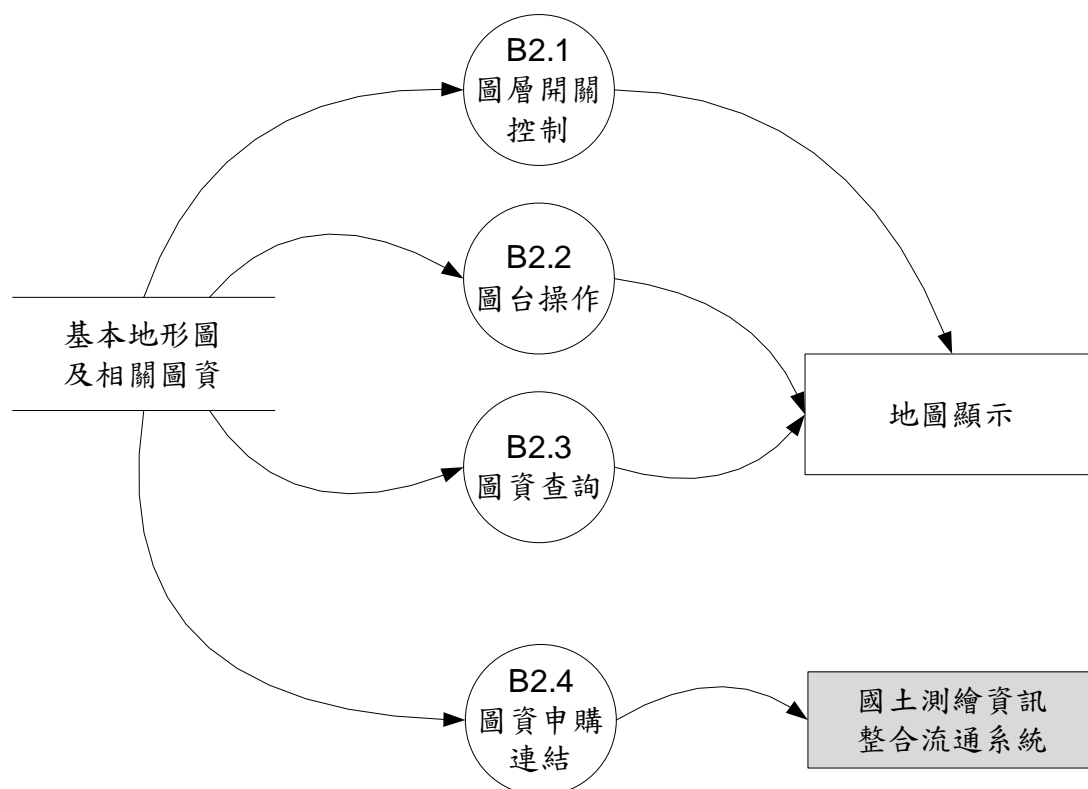 B2.1
圖層開關
控制
B2.2
圖台操作
基本地形圖
及相關圖資
地圖顯示
B2.3
圖資查詢
B2.4
圖資申購
連結
國土測繪資訊
整合流通系統